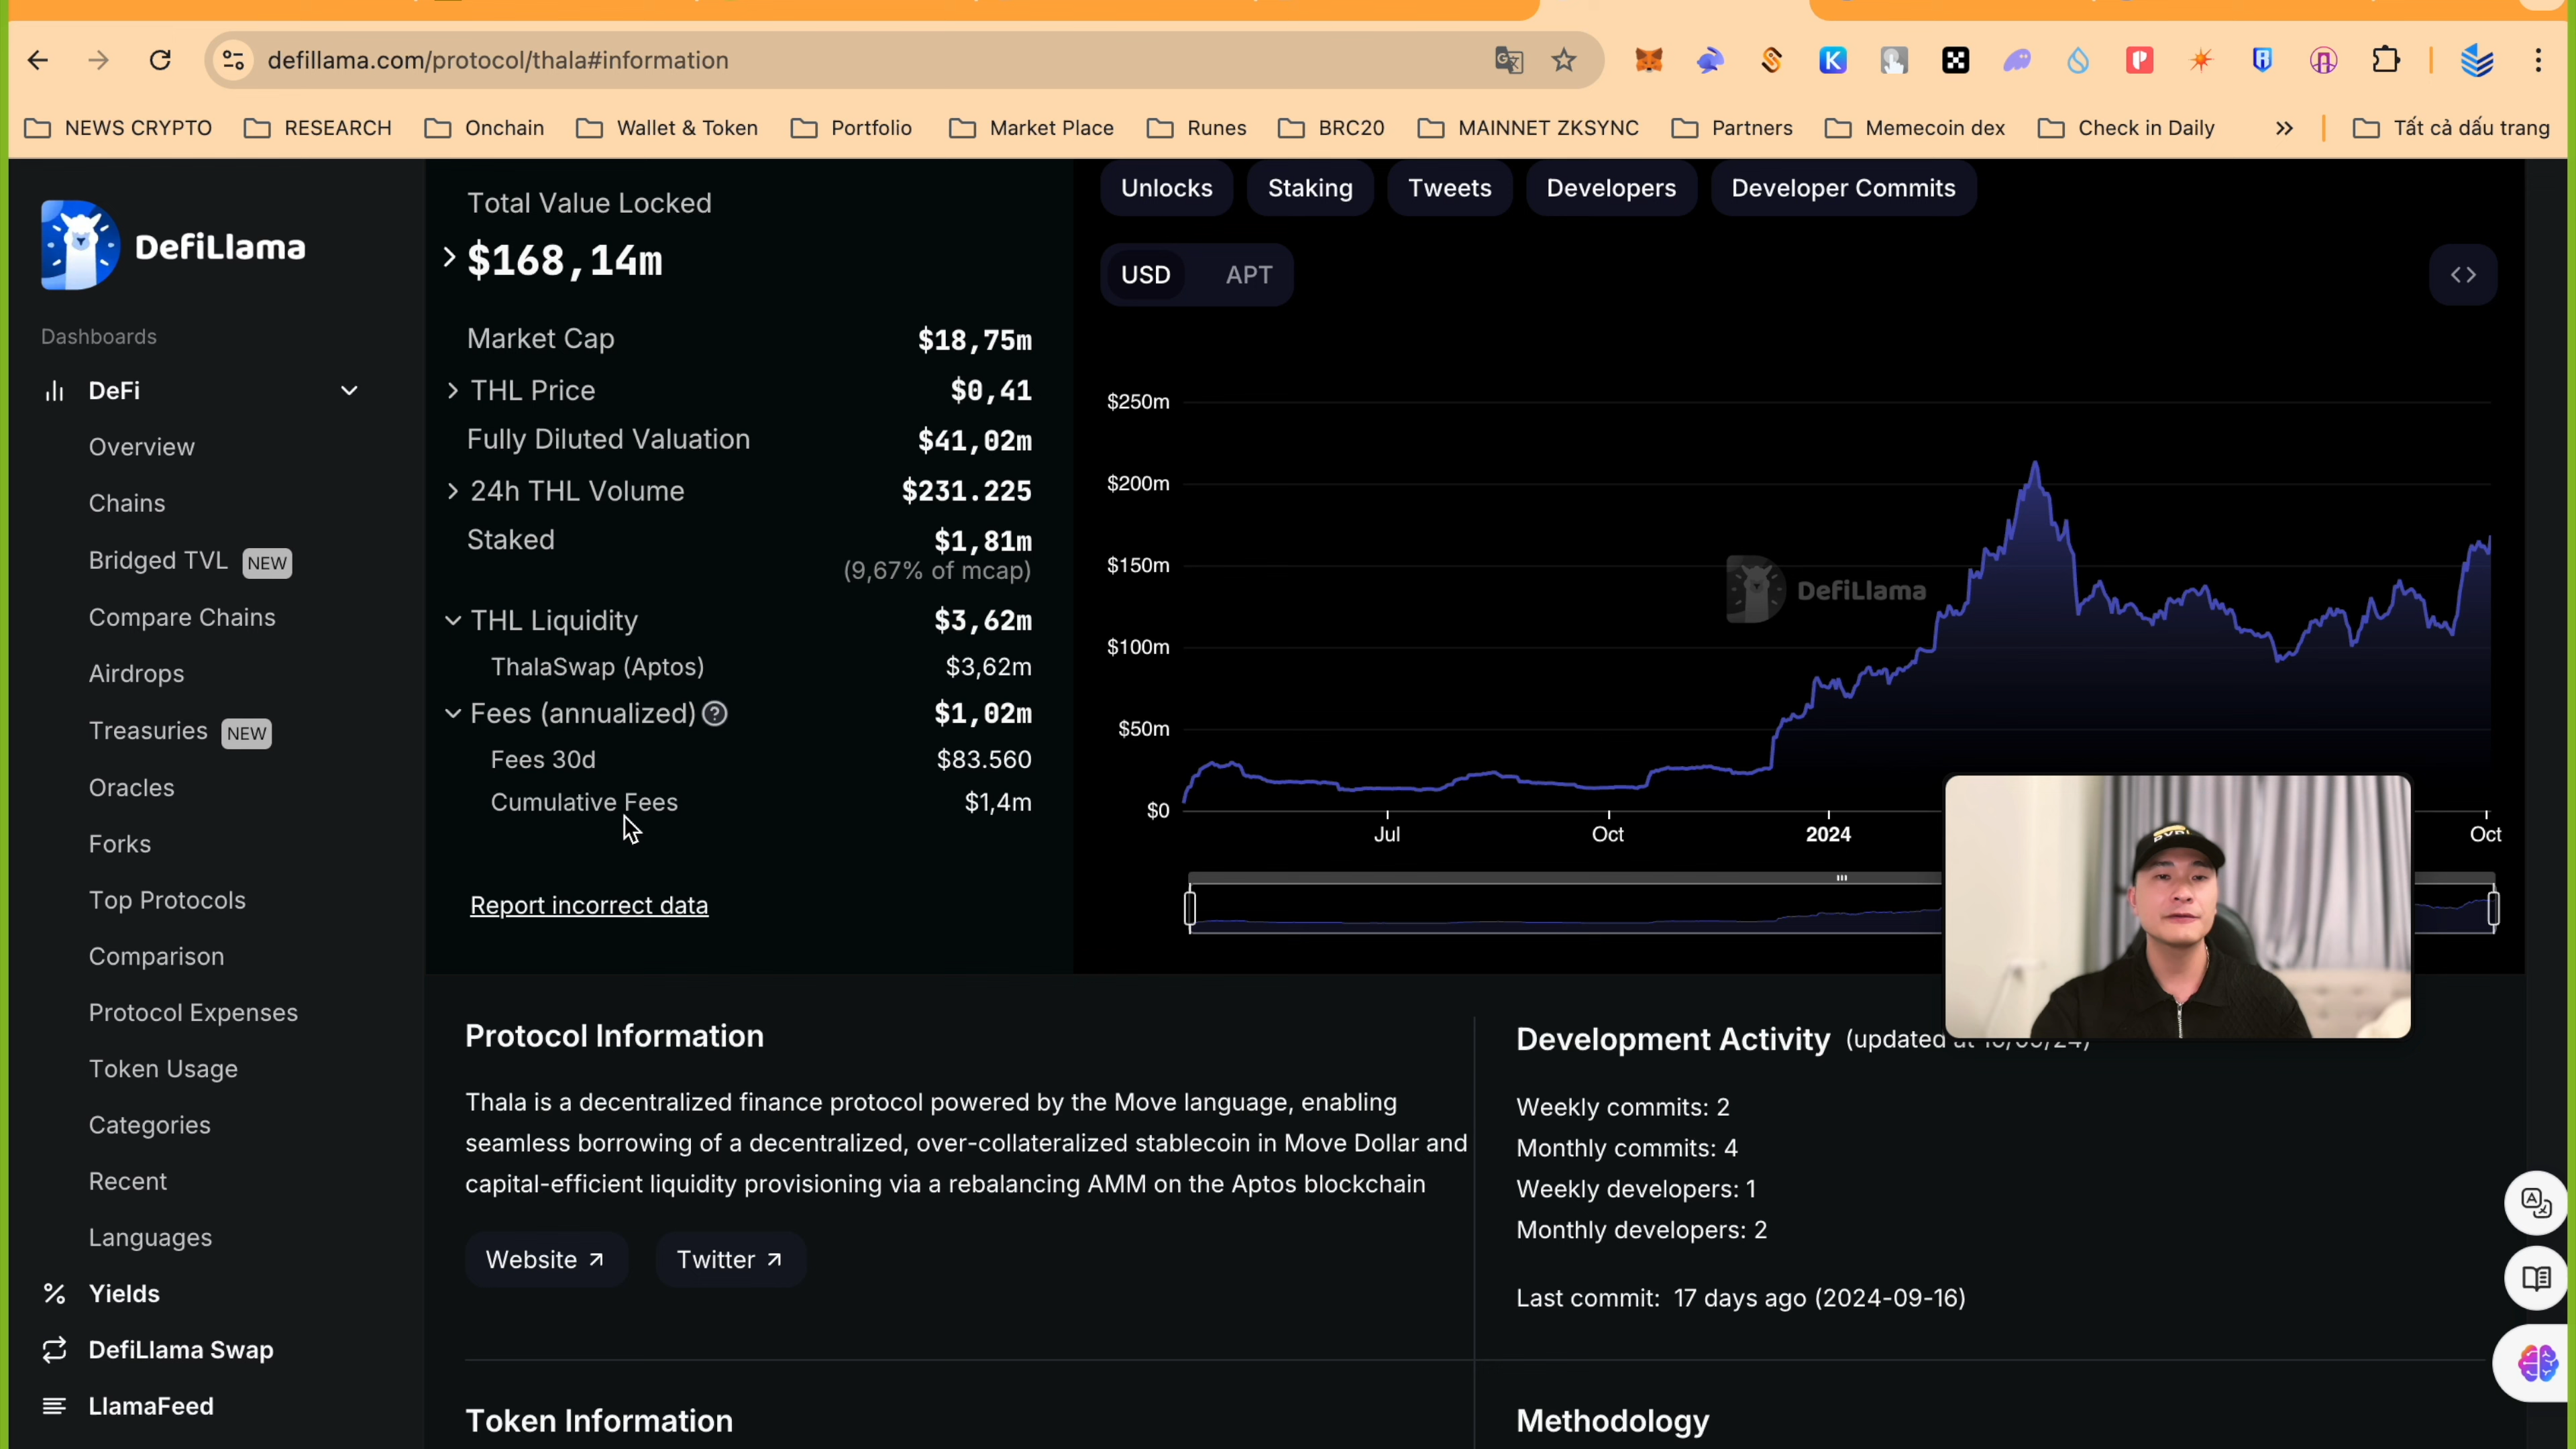 defillama.com/protocol/thala#information
NEWS CRYPTO
RESEARCH
Onchain
Wallet & Token
Portfolio
Market Place
Runes
BRC20
MAINNET ZKSYNC
Partners
Memecoin dex
Check in Daily
Tất cả dấu trang
DefiLlama
Dashboards
DeFi
Overview
Chains
Bridged TVL NEW
Compare Chains
Airdrops
Treasuries NEW
Oracles
Forks
Top Protocols
Comparison
Protocol Expenses
Token Usage
Categories
Recent
Languages
Yields
DefiLlama Swap
LlamaFeed
Total Value Locked
$168,14m
Market Cap $18,75m
THL Price $0,41
Fully Diluted Valuation $41,02m
24h THL Volume $231.225
Staked $1,81m
(9,67% of mcap)
THL Liquidity $3,62m
ThalaSwap (Aptos) $3,62m
Fees (annualized) ? $1,02m
Fees 30d $83.560
Cumulative Fees $1,4m
Report incorrect data
Unlocks Staking Tweets Developers Developer Commits
USD APT
$250m
$200m
$150m
$100m
$50m
$0
DefiLlama
Jul Oct 2024 Oct
Protocol Information
Thala is a decentralized finance protocol powered by the Move language, enabling
seamless borrowing of a decentralized, over-collateralized stablecoin in Move Dollar and
capital-efficient liquidity provisioning via a rebalancing AMM on the Aptos blockchain
Website
Twitter
Development Activity (updated
Weekly commits: 2
Monthly commits: 4
Weekly developers: 1
Monthly developers: 2
Last commit: 17 days ago (2024-09-16)
Token Information
Methodology